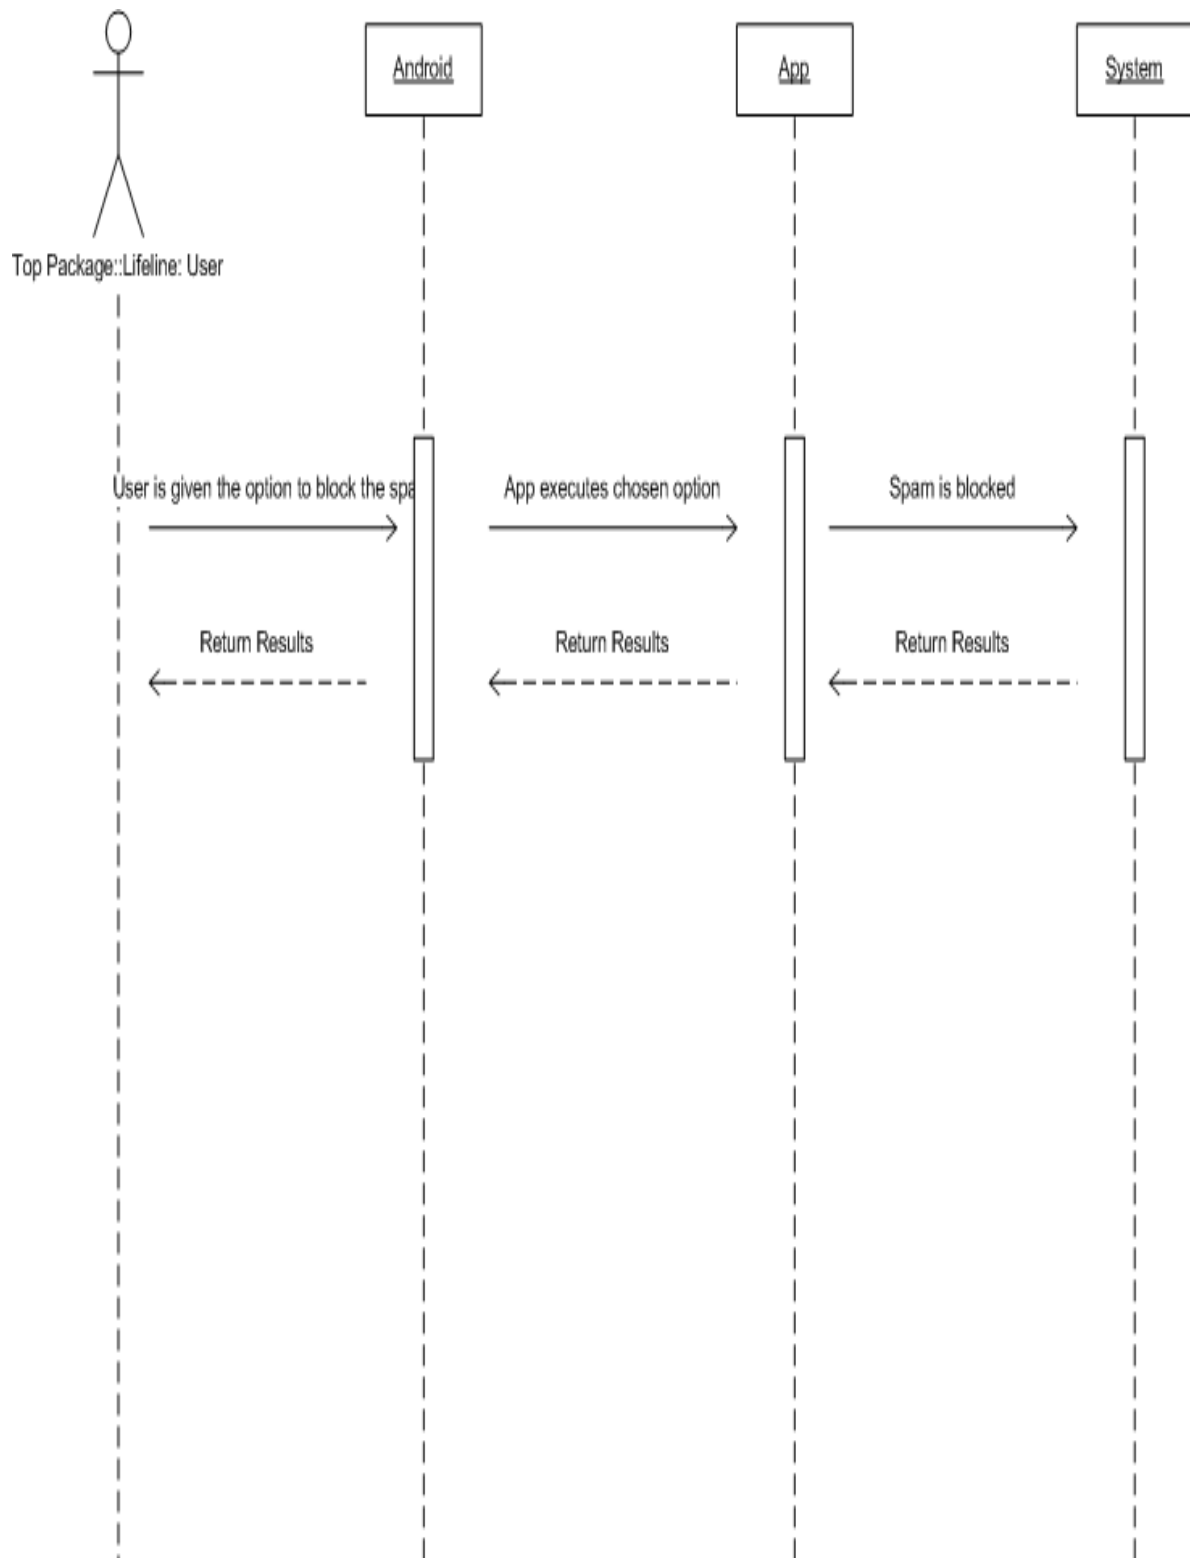 Android
App
System
Top Package::Lifeline: User
User is given the option to block the spa
App executes chosen option
Spam is blocked
Return Results
Return Results
Return Results